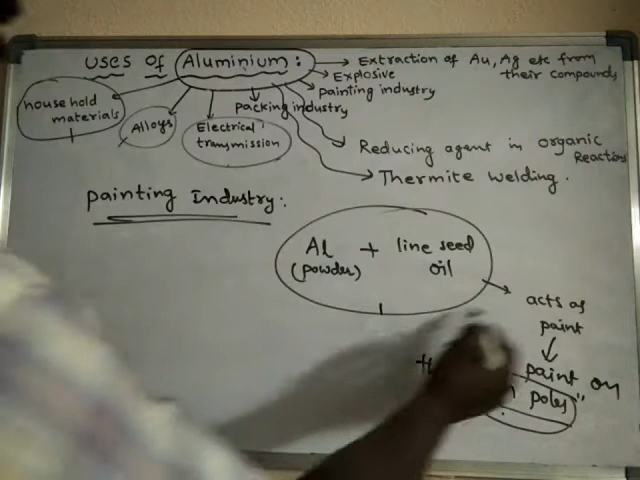 uses of Aluminium:
Extraction of Au, Ag etc from
their compounds
Explosive
painting industry
packing industry
household
materials
Alloys
Electrical
transmission
Reducing agent in organic
Reactions
Thermite welding.
painting Industry:
Al + line seed
(powder) oil
acts as
paint
paint on
poles"